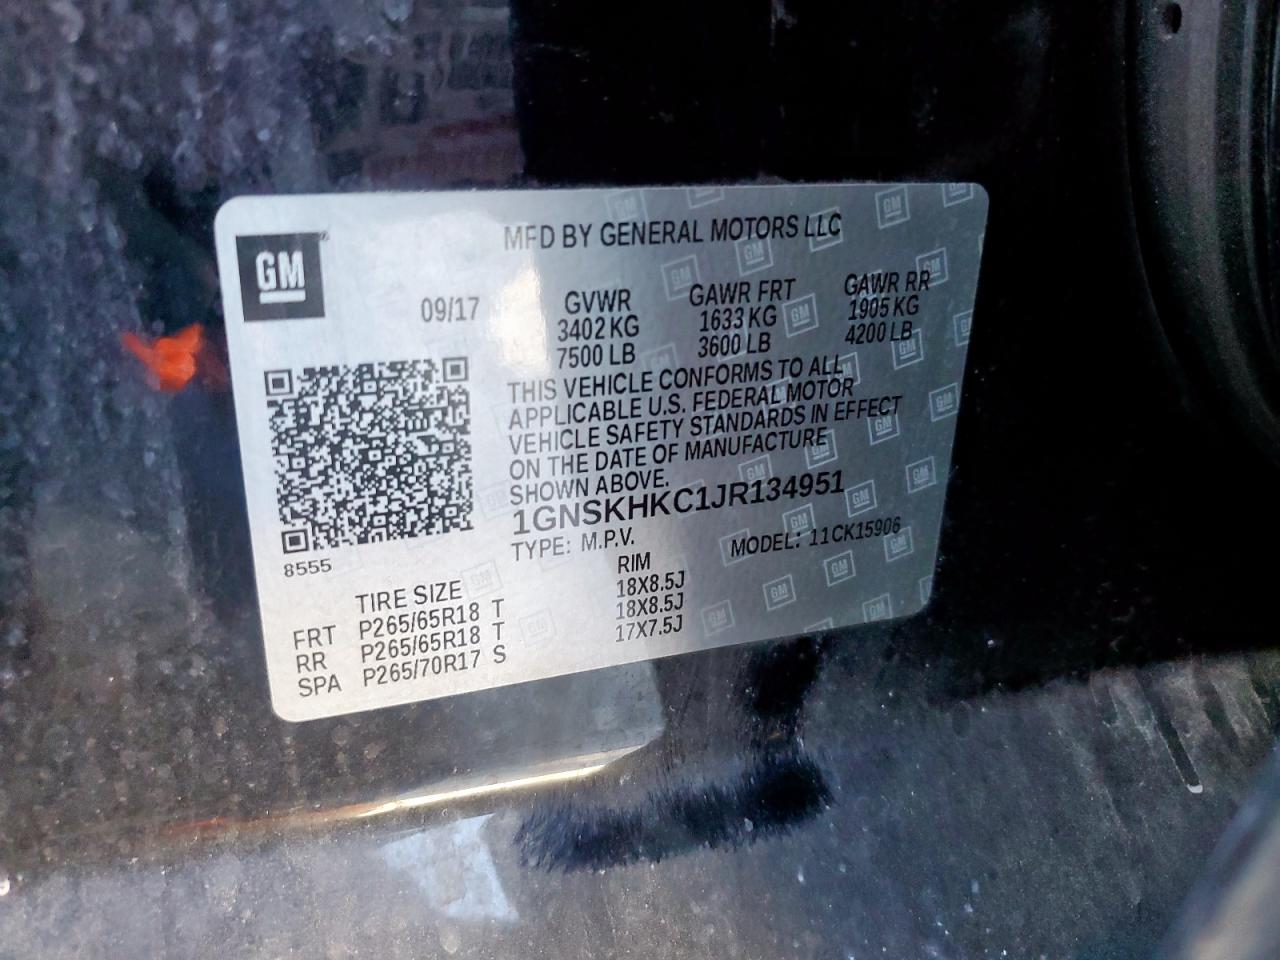 GM
MFD BY GENERAL MOTORS LLC
09/17
GVWR GAWR FRT GAWR RR
3402 KG 1633 KG 1905 KG
7500 LB 3600 LB 4200 LB
THIS VEHICLE CONFORMS TO ALL
APPLICABLE U.S. FEDERAL MOTOR
VEHICLE SAFETY STANDARDS IN EFFECT
ON THE DATE OF MANUFACTURE
SHOWN ABOVE.
1GNSKHKC1JR134951
TYPE: M.P.V. MODEL: 11CK15906
8555
TIRE SIZE RIM
FRT P265/65R18 T 18X8.5J
RR P265/65R18 T 18X8.5J
SPA P265/70R17 S 17X7.5J